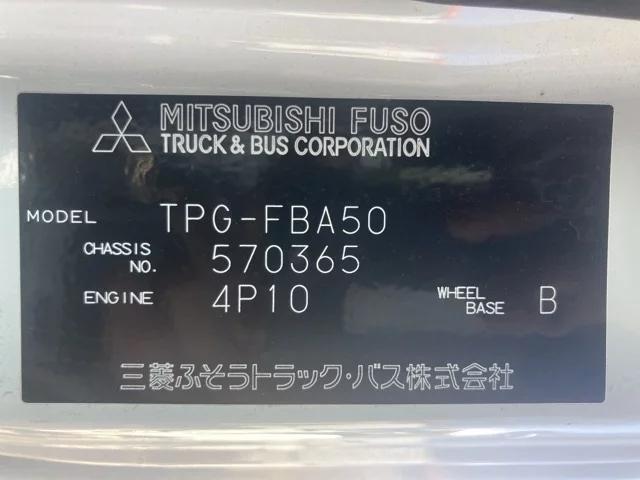 MITSUBISHI FUSO
TRUCK & BUS CORPORATION
MODEL TPG-FBA50
CHASSIS NO. 570365
ENGINE 4P10 WHEEL BASE B
三菱ふそうトラック・バス株式会社